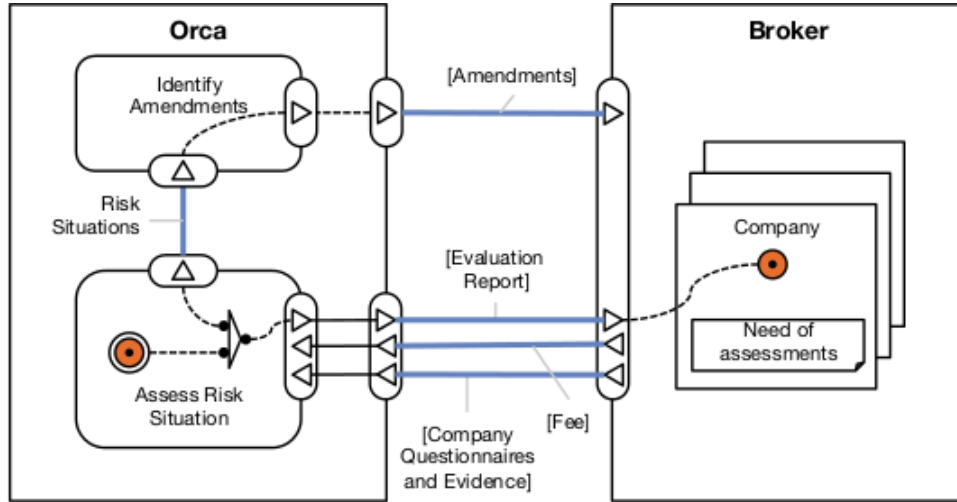 Orca
Broker
Identify
Amendments
[Amendments]
Risk
Situations
Company
[Evaluation
Report]
Need of
assessments
Assess Risk
Situation
[Fee]
[Company
Questionnaires
and Evidence]